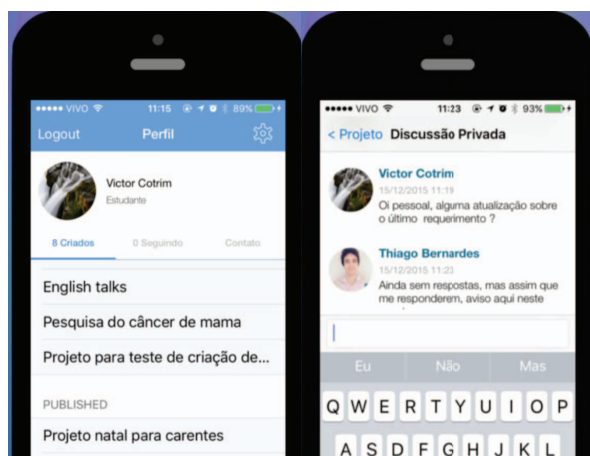 VIVO 11:15 89%
Logout Perfil
Victor Cotrim
Estudante
8 Criados 0 Seguindo Contato
English talks
Pesquisa do câncer de mama
Projeto para teste de criação de...
PUBLISHED
Projeto natal para carentes
VIVO 11:23 93%
< Projeto Discussão Privada
Victor Cotrim
15/12/2015 11:19
Oi pessoal, alguma atualização sobre
o último requerimento ?
Thiago Bernardes
15/12/2015 11:23
Ainda sem respostas, mas assim que
me responderem, aviso aqui neste
Eu Não Mas
Q W E R T Y U I O P
A S D F G H J K L